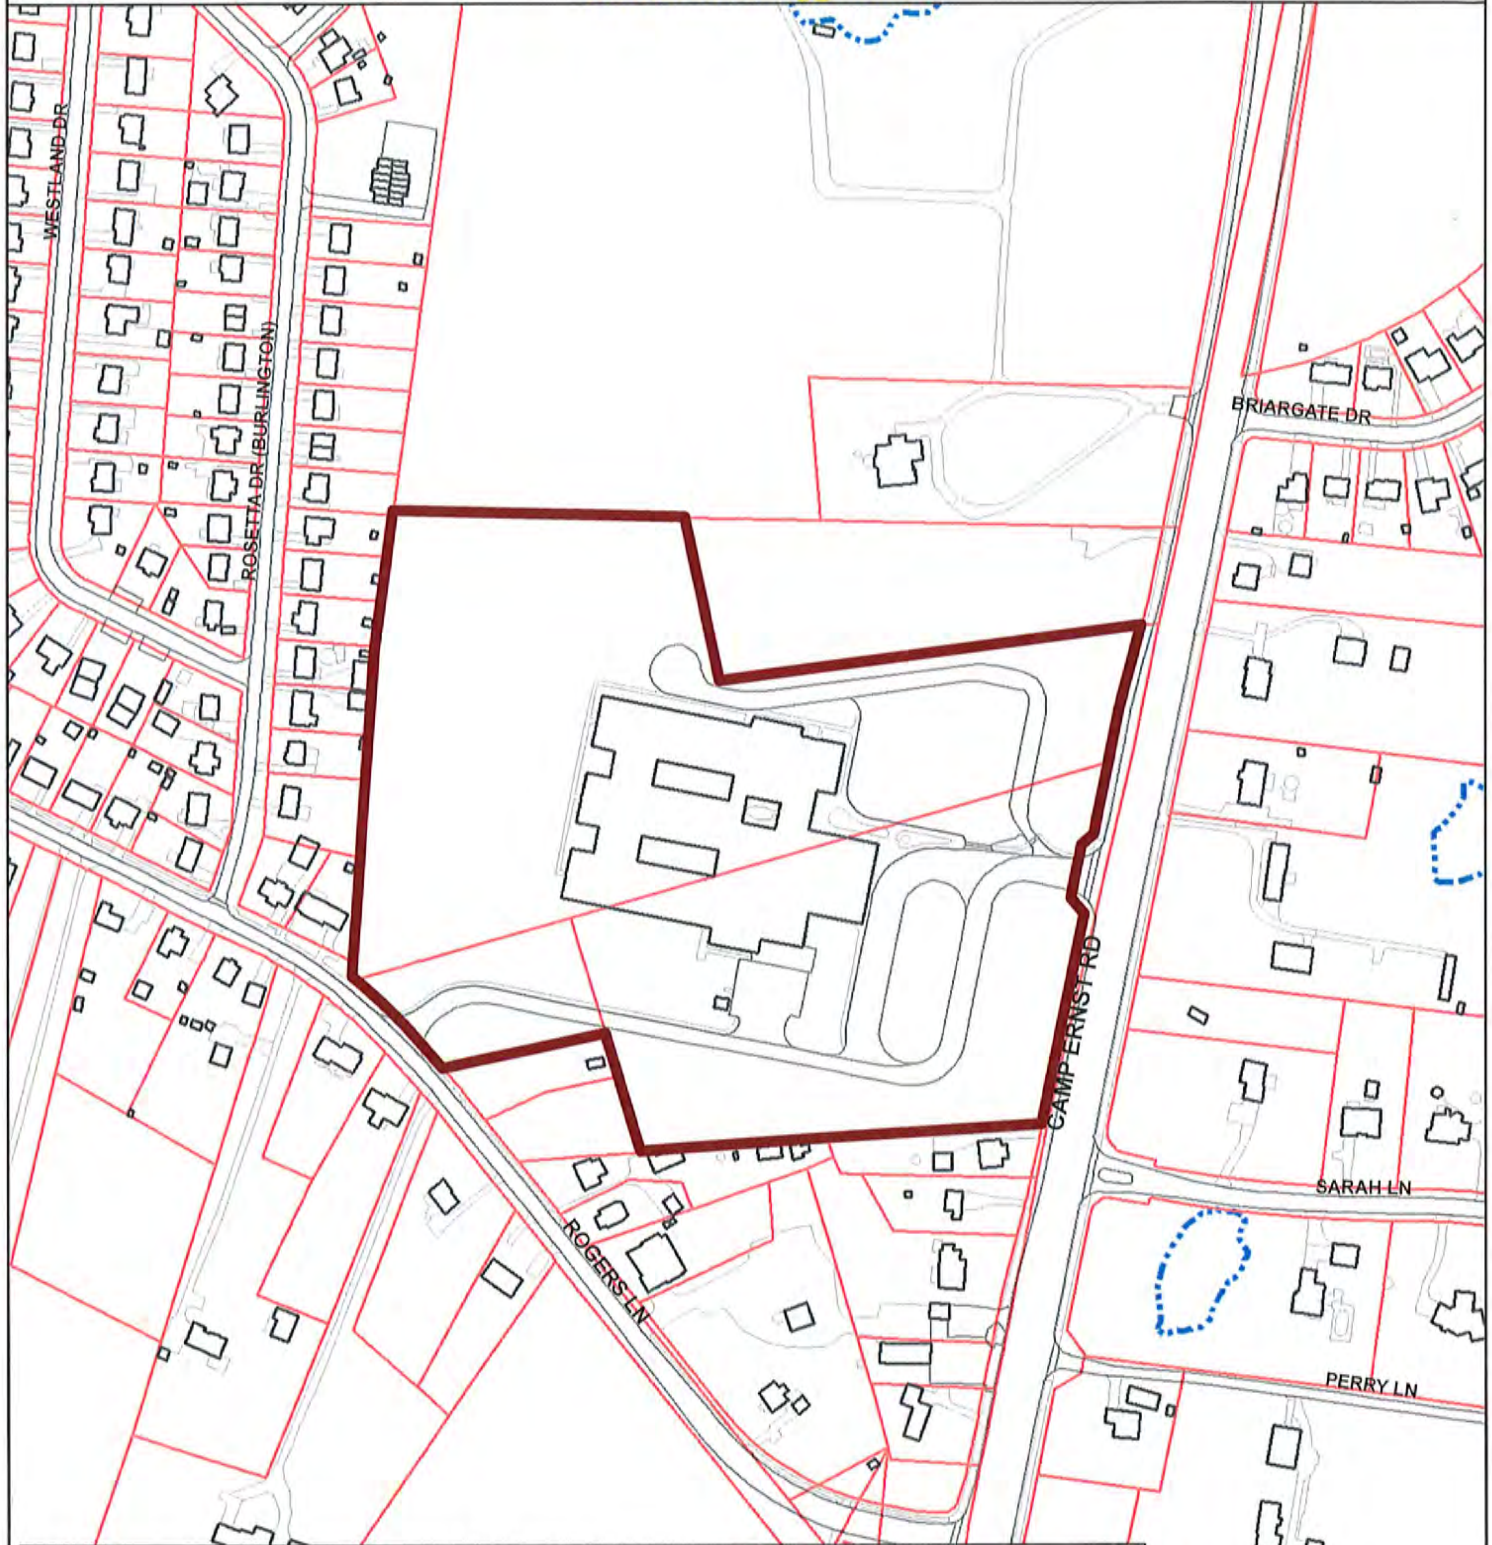 WESTLAND DR
ROSETTA DR (BURLINGTON)
BRIARGATE DR
CAMP ERNST RD
SARAH LN
ROGERS LN
PERRY LN